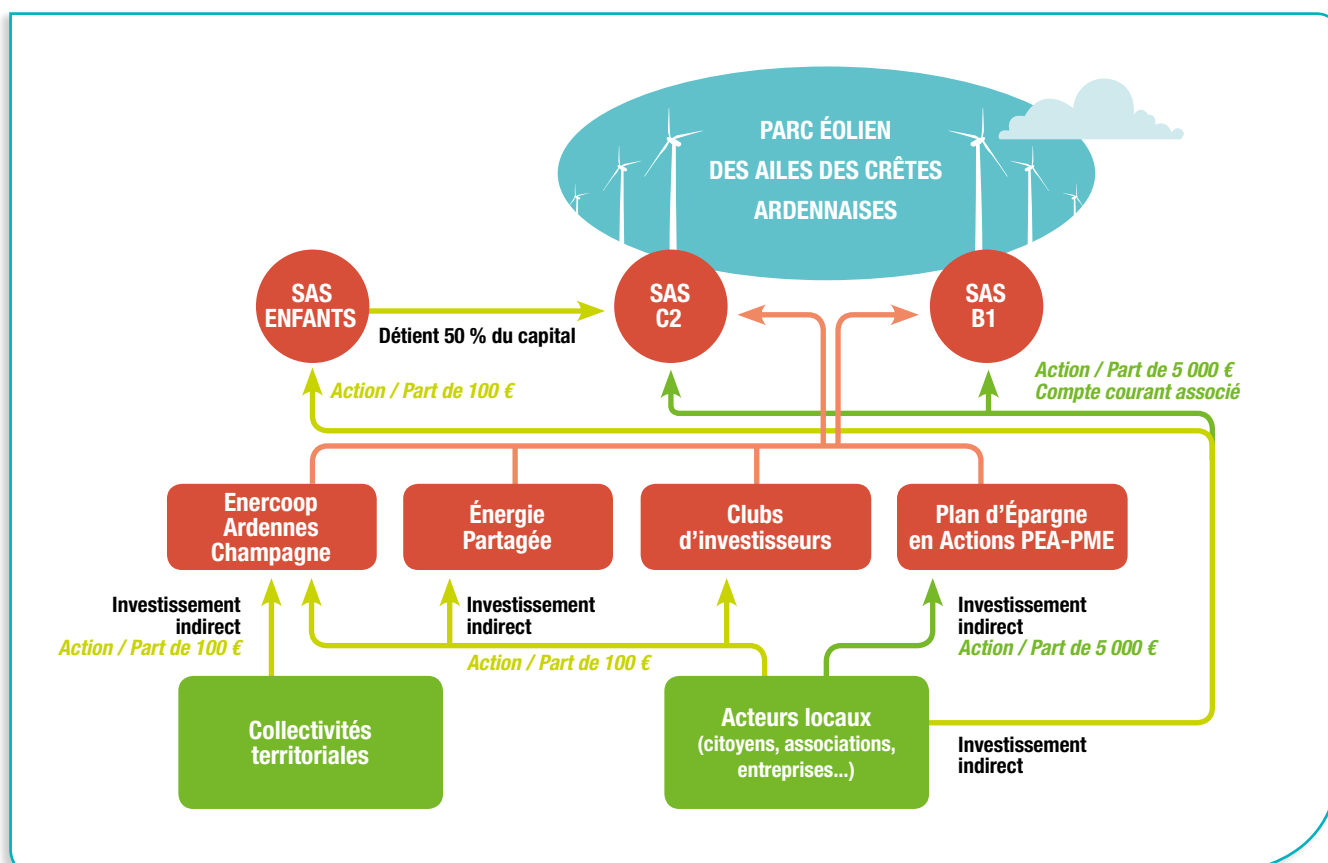 PARC ÉOLIEN
DES AILES DES CRÊTES
ARDENNAISES
SAS
ENFANTS
Détient 50 % du capital
SAS
C2
SAS
B1
Action / Part de 100 €
Action / Part de 5 000 €
Compte courant associé
Enercoop
Ardennes
Champagne
Énergie
Partagée
Clubs
d'investisseurs
Plan d'Épargne
en Actions PEA-PME
Investissement
indirect
Action / Part de 100 €
Investissement
indirect
Action / Part de 100 €
Investissement
indirect
Action / Part de 5 000 €
Collectivités
territoriales
Acteurs locaux
(citoyens, associations,
entreprises...)
Investissement
indirect